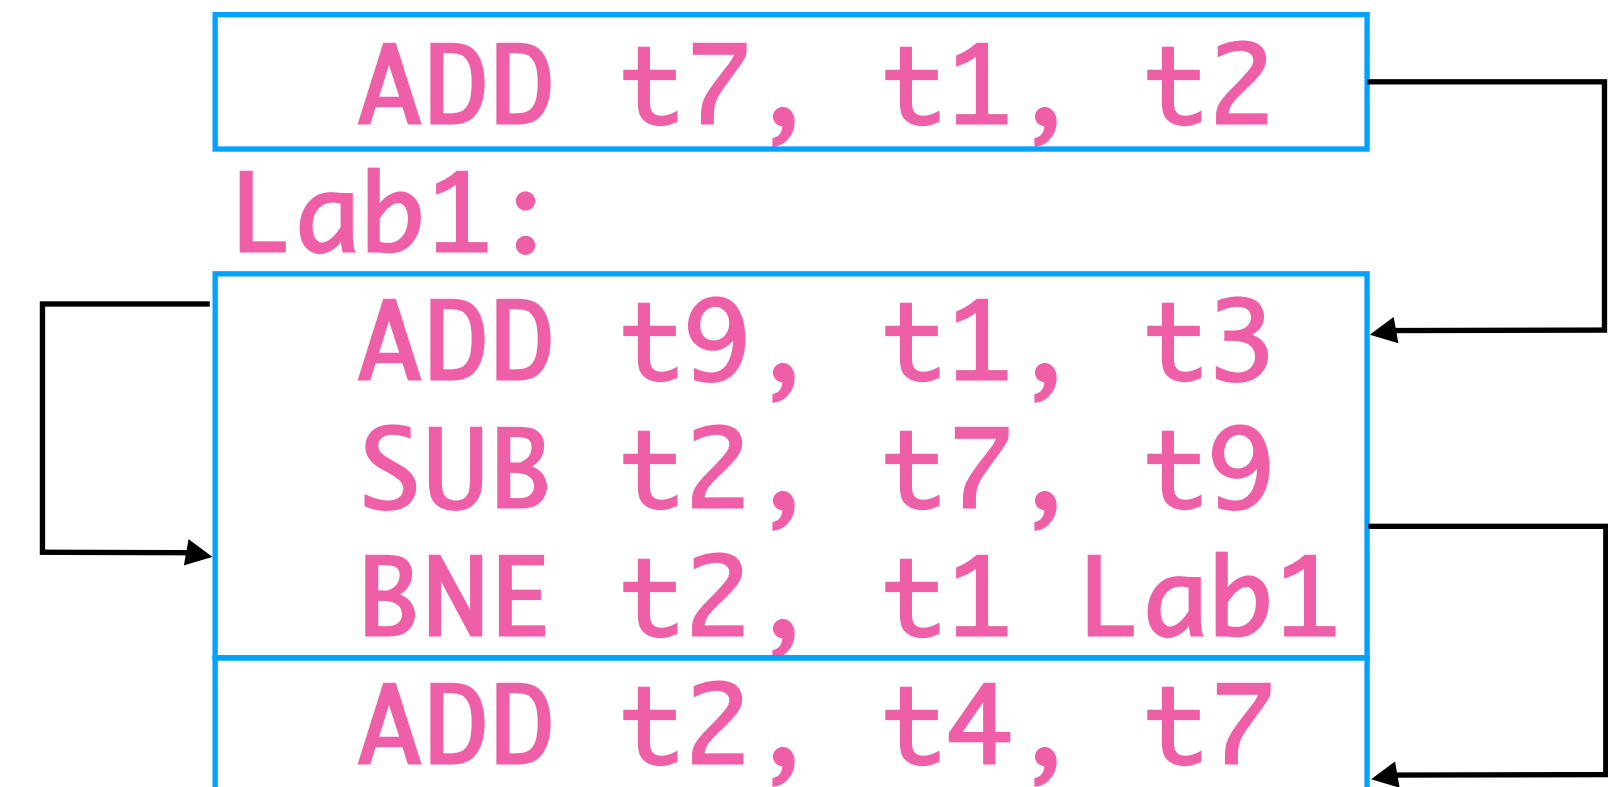 ADD t7, t1, t2
Lab1:
ADD t9, t1, t3
SUB t2, t7, t9
BNE t2, t1 Lab1
ADD t2, t4, t7